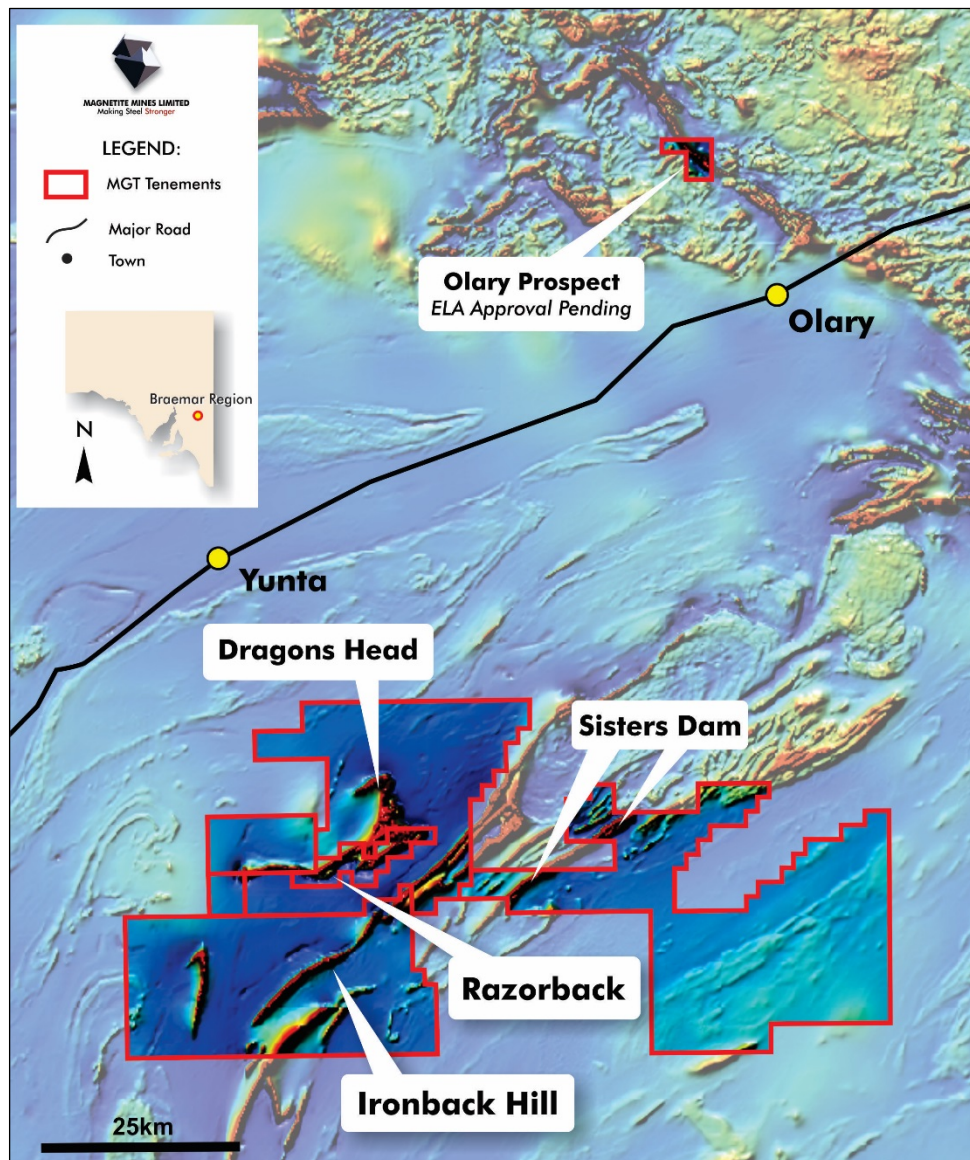 MAGNETITE MINES LIMITED
Making Steel Stronger
LEGEND:
MGT Tenements
Major Road
Town
Braemar Region
N
Olary Prospect
ELA Approval Pending
Olary
Yunta
Dragons Head
Sisters Dam
Razorback
Ironback Hill
25km